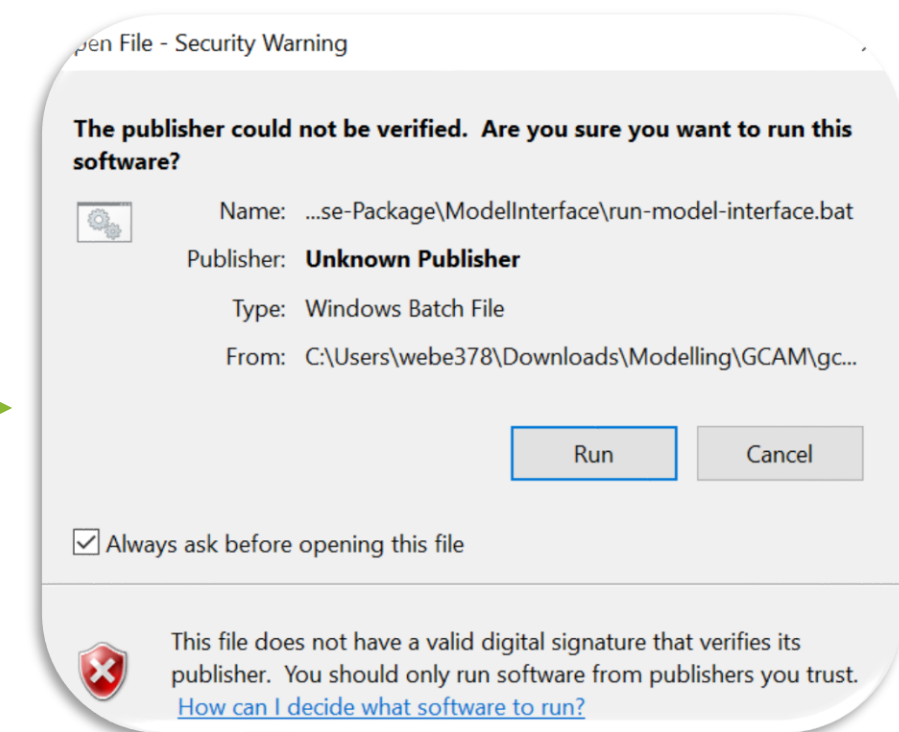 pen File - Security Warning
The publisher could not be verified. Are you sure you want to run this
software?
Name: ...se-Package\ModelInterface\run-model-interface.bat
Publisher: Unknown Publisher
Type: Windows Batch File
From: C:\Users\webe378\Downloads\Modelling\GCAM\gc...
Run Cancel
Always ask before opening this file
This file does not have a valid digital signature that verifies its
publisher. You should only run software from publishers you trust.
How can I decide what software to run?